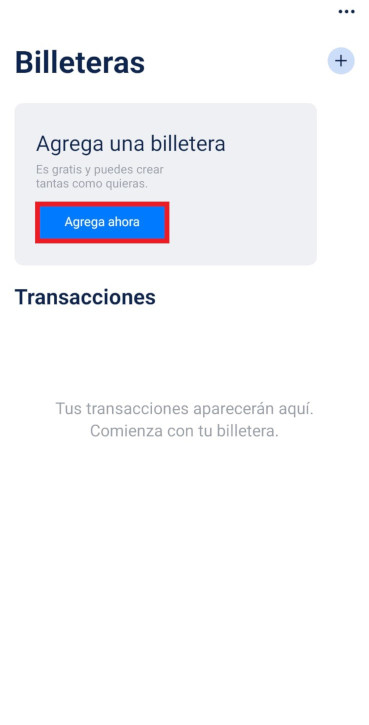 Billeteras
+
Agrega una billetera
Es gratis y puedes crear
tantas como quieras.
Agrega ahora
Transacciones
Tus transacciones aparecerán aquí.
Comienza con tu billetera.